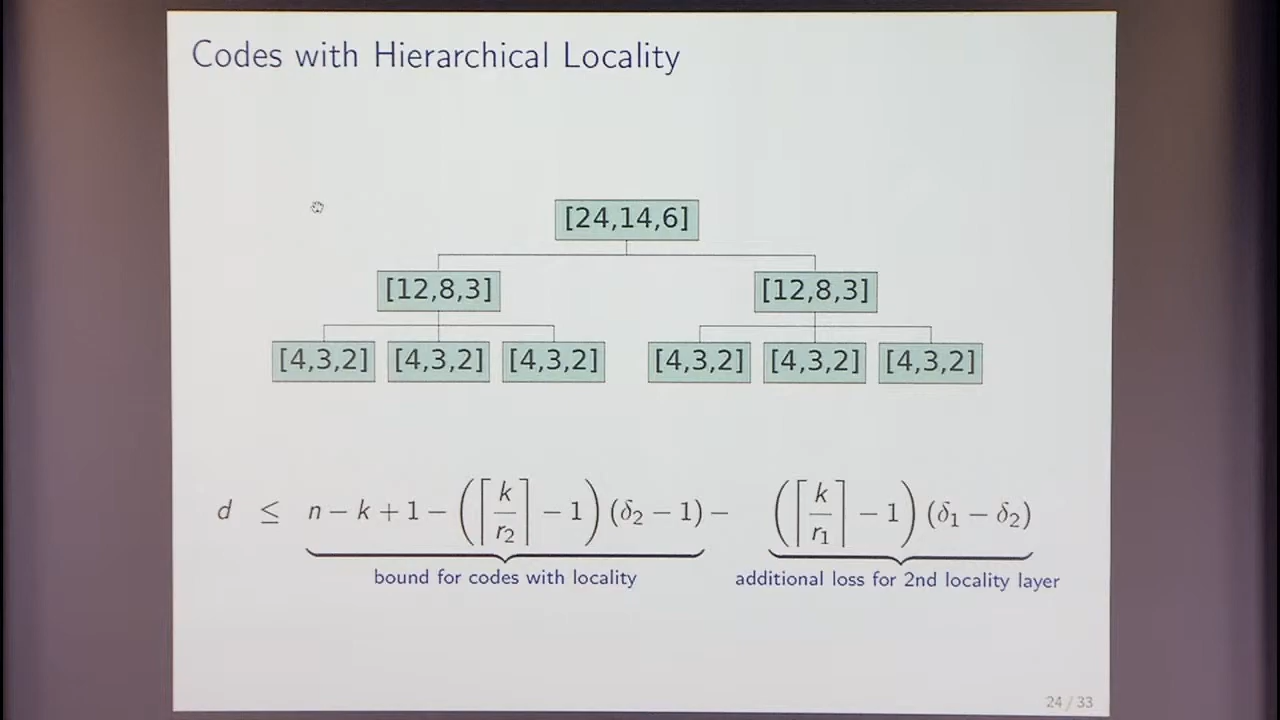 Codes with Hierarchical Locality
[24,14,6]
[12,8,3] [12,8,3]
[4,3,2] [4,3,2] [4,3,2] [4,3,2] [4,3,2] [4,3,2]
d ≤ n − k + 1 − (⌈k/r₂⌉ − 1)(δ₂ − 1) − (⌈k/r₁⌉ − 1)(δ₁ − δ₂)
bound for codes with locality additional loss for 2nd locality layer
24 / 33